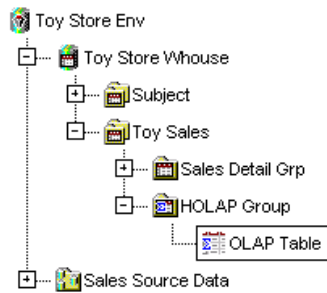 Toy Store Env
Toy Store Whouse
Subject
Toy Sales
Sales Detail Grp
HOLAP Group
OLAP Table
Sales Source Data